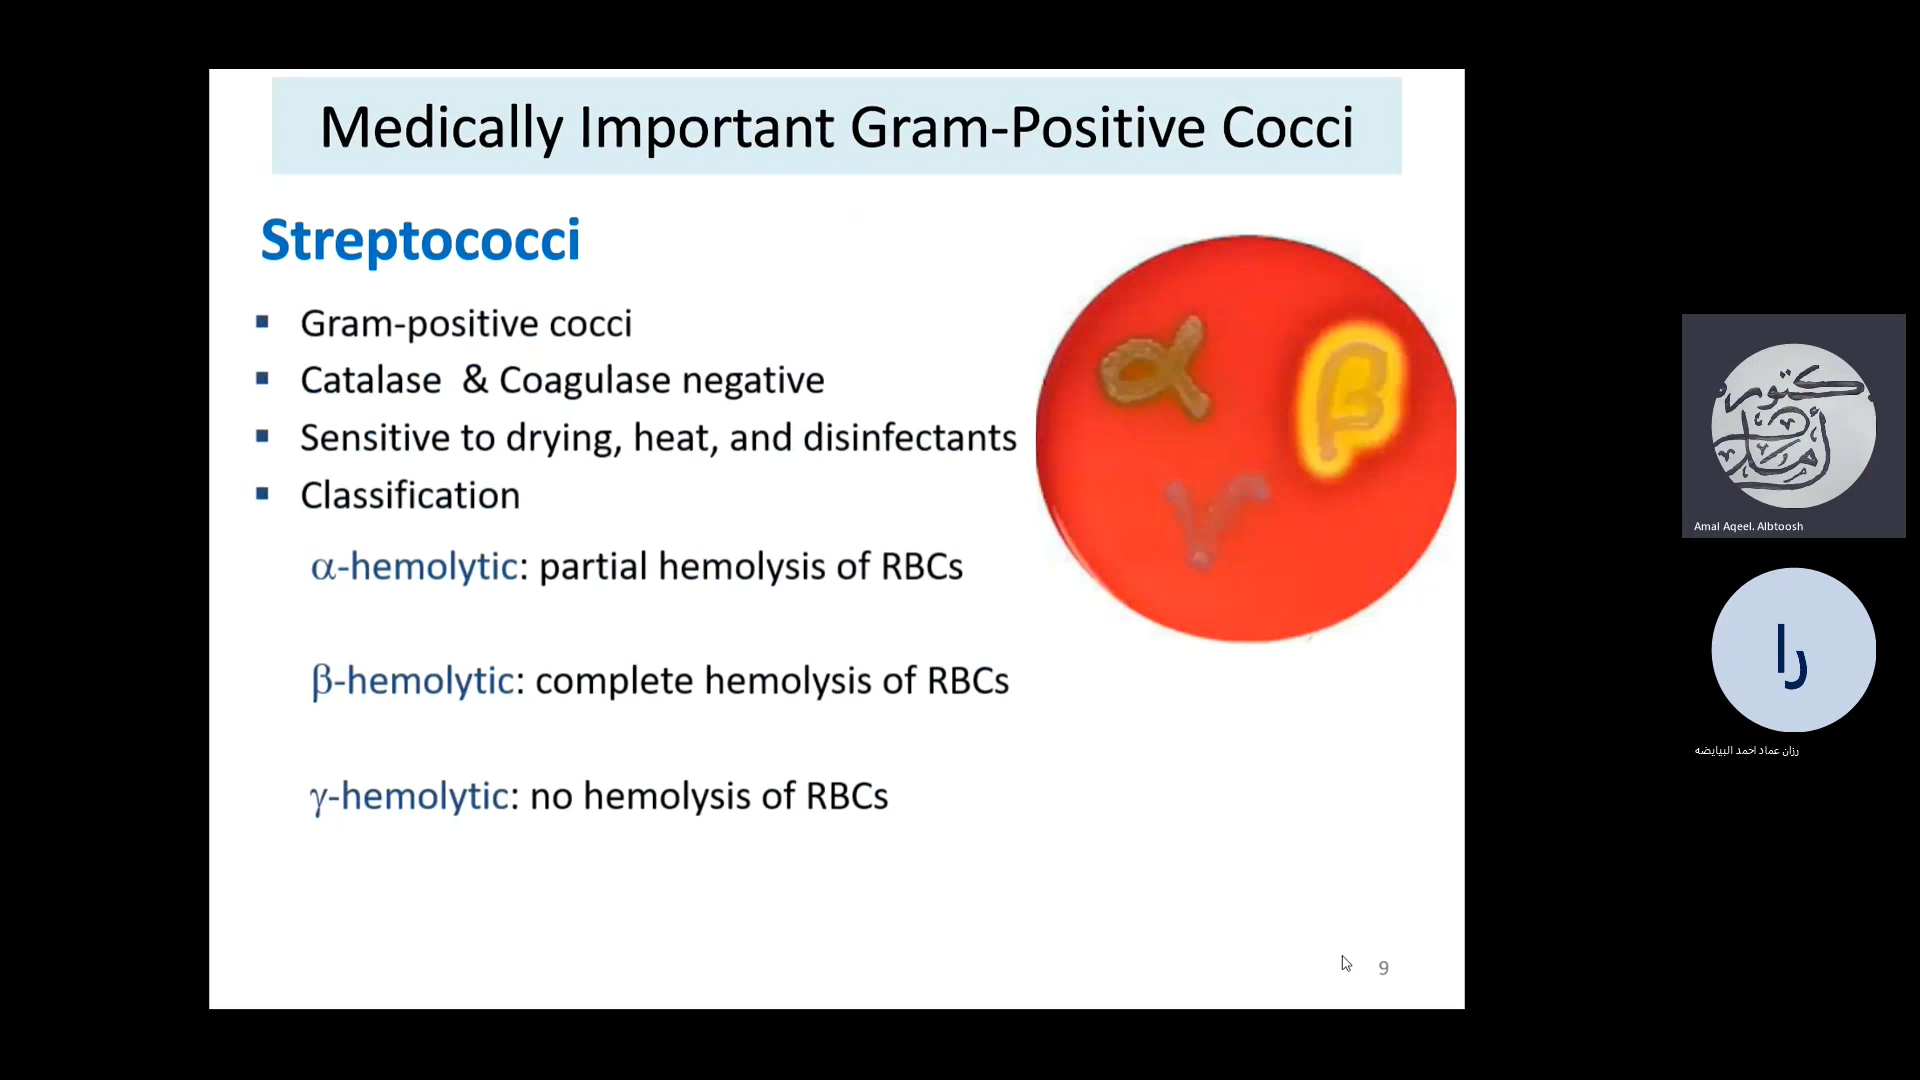 Medically Important Gram-Positive Cocci
Streptococci
▪ Gram-positive cocci
▪ Catalase & Coagulase negative
▪ Sensitive to drying, heat, and disinfectants
▪ Classification
α-hemolytic: partial hemolysis of RBCs
β-hemolytic: complete hemolysis of RBCs
γ-hemolytic: no hemolysis of RBCs
α
β
γ
9
دكتورة
أمل
Amal Aqeel. Albtoosh
را
رزان عماد احمد البيايضه